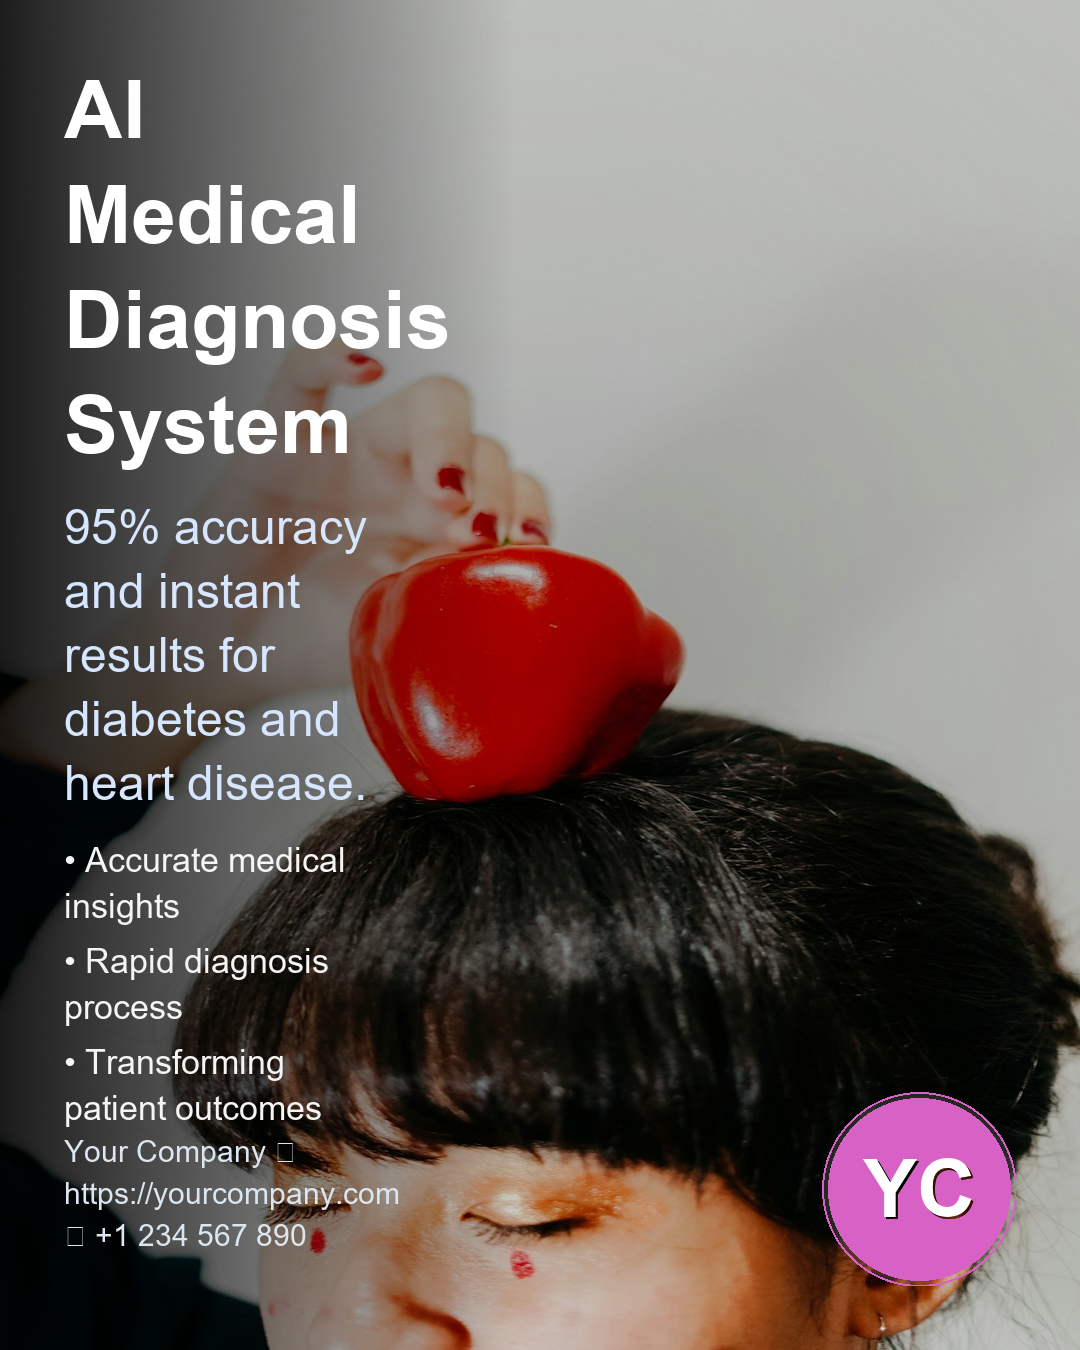 AI
Medical
Diagnosis
System
95% accuracy
and instant
results for
diabetes and
heart disease.
• Accurate medical
insights
• Rapid diagnosis
process
• Transforming
patient outcomes
Your Company □
https://yourcompany.com
□ +1 234 567 890
YC